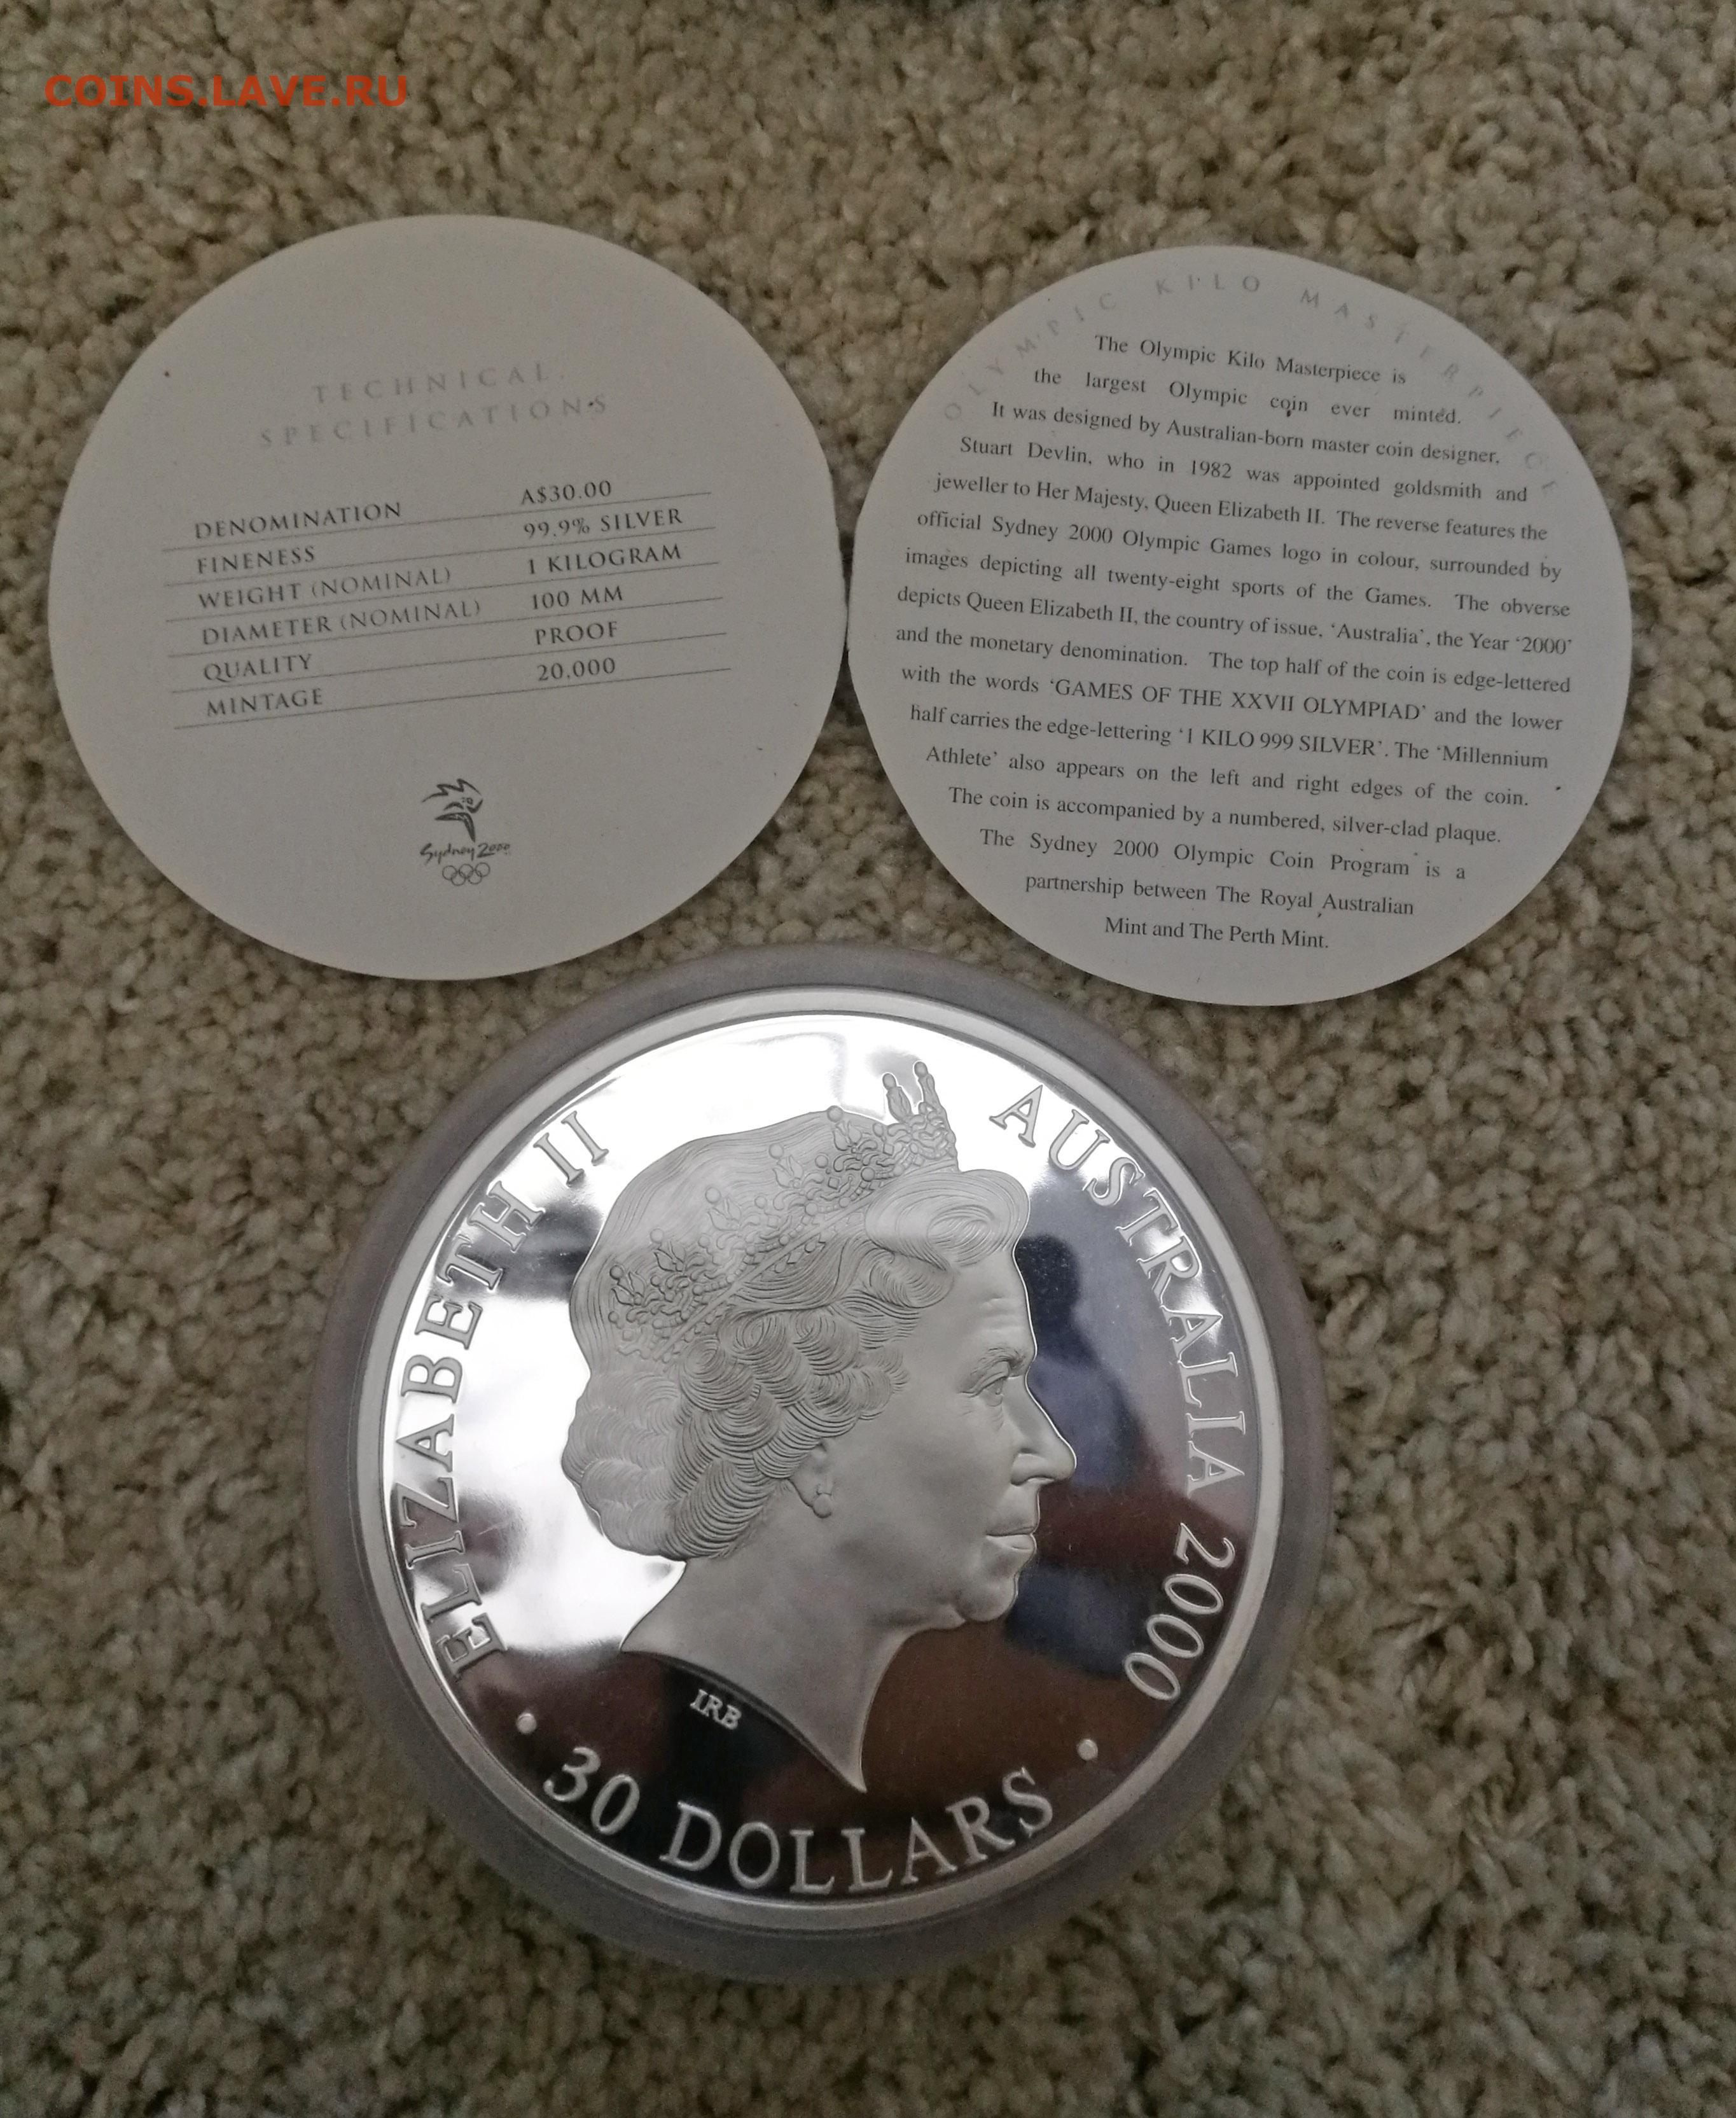 COINS.LAVE.RU
TECHNICAL
SPECIFICATIONS
DENOMINATION A$30.00
FINENESS 99.9% SILVER
WEIGHT (NOMINAL) 1 KILOGRAM
DIAMETER (NOMINAL) 100 MM
QUALITY PROOF
MINTAGE 20,000
Sydney 2000
OLYMPIC KILO MASTERPIECE
The Olympic Kilo Masterpiece is
the largest Olympic coin ever minted.
It was designed by Australian-born master coin designer,
Stuart Devlin, who in 1982 was appointed goldsmith and
jeweller to Her Majesty, Queen Elizabeth II. The reverse features the
official Sydney 2000 Olympic Games logo in colour, surrounded by
images depicting all twenty-eight sports of the Games. The obverse
depicts Queen Elizabeth II, the country of issue, ‘Australia’, the Year ‘2000’
and the monetary denomination. The top half of the coin is edge-lettered
with the words ‘GAMES OF THE XXVII OLYMPIAD’ and the lower
half carries the edge-lettering ‘1 KILO 999 SILVER’. The ‘Millennium
Athlete’ also appears on the left and right edges of the coin.
The coin is accompanied by a numbered, silver-clad plaque.
The Sydney 2000 Olympic Coin Program is a
partnership between The Royal Australian
Mint and The Perth Mint.
ELIZABETH II
AUSTRALIA 2000
IRB
30 DOLLARS